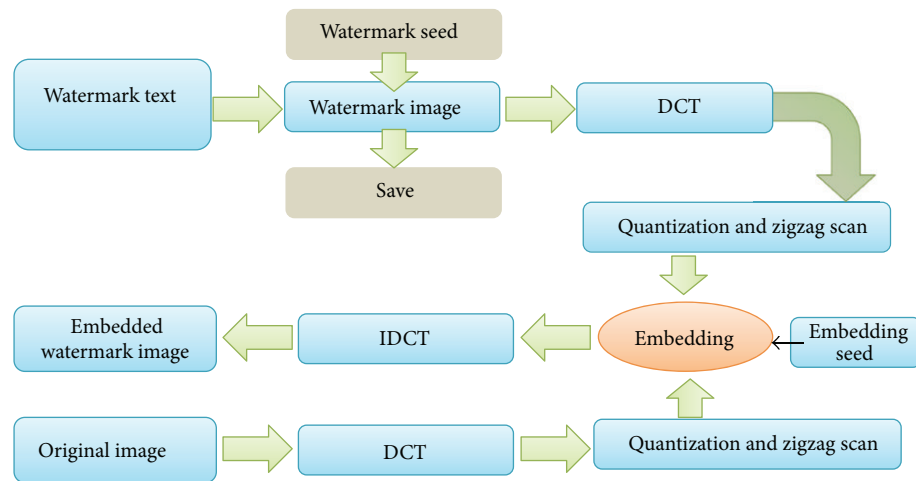 Watermark seed
Watermark text
Watermark image
DCT
Save
Quantization and zigzag scan
Embedded
watermark image
IDCT
Embedding
Embedding
seed
Original image
DCT
Quantization and zigzag scan